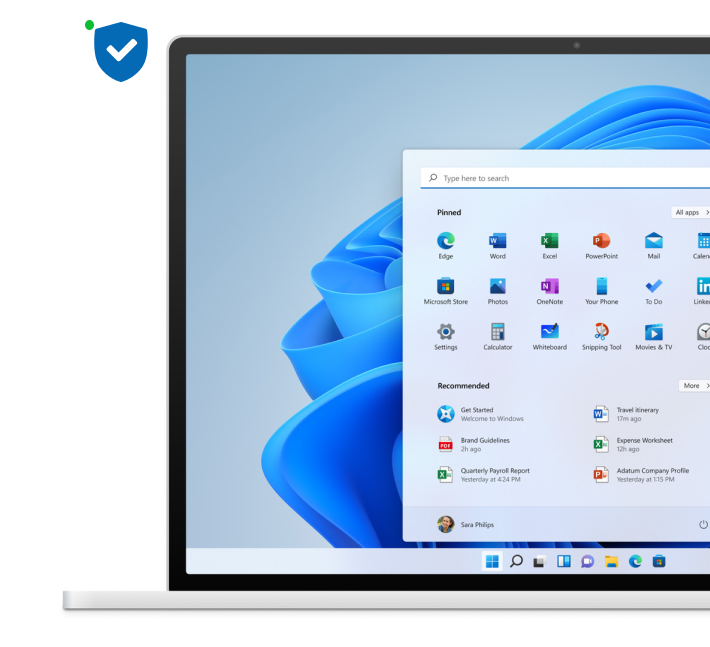 Type here to search
Pinned
All apps
Edge
Word
Excel
PowerPoint
Mail
Microsoft Store
Photos
OneNote
Your Phone
To Do
Settings
Calculator
Whiteboard
Snipping Tool
Movies & TV
Recommended
More
Get Started
Welcome to Windows
Travel itinerary
17m ago
PDF
Brand Guidelines
2h ago
Expense Worksheet
12h ago
Quarterly Payroll Report
Yesterday at 4:24 PM
Adatum Company Profile
Yesterday at 1:15 PM
Sara Philips